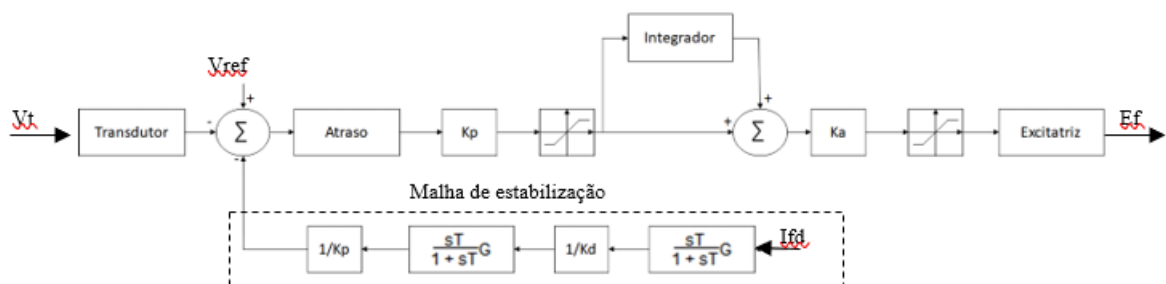 Integrador
Vref
+
+
Vt
Transdutor
-
Σ
Atraso
Kp
+
Σ
Ka
Excitatriz
Ef
-
Malha de estabilização
1/Kp
sT
1 + sT
G
1/Kd
sT
1 + sT
G
Ifd